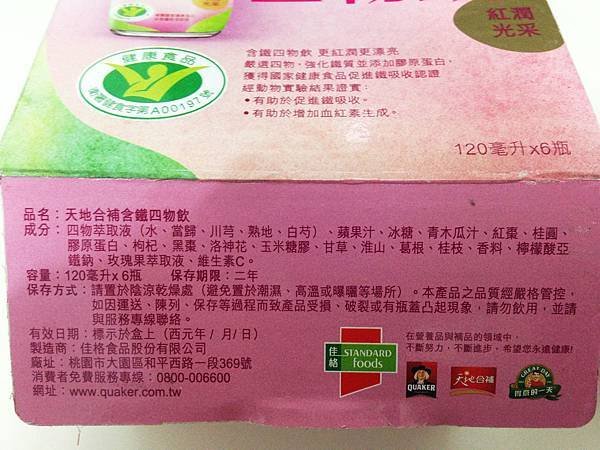 紅潤
光采
含鐵四物飲 更紅潤更漂亮
嚴選四物,強化鐵質並添加膠原蛋白,
獲得國家健康食品促進鐵吸收認證
經動物實驗結果證實:
•有助於促進鐵吸收。
•有助於增加血紅素生成。
健康食品
衛署健食字第A00197號
120毫升x6瓶
品名:天地合補含鐵四物飲
成分:四物萃取液(水、當歸、川芎、熟地、白芍)、蘋果汁、冰糖、青木瓜汁、紅棗、桂圓、
膠原蛋白、枸杞、黑棗、洛神花、玉米糖膠、甘草、淮山、葛根、桂枝、香料、檸檬酸亞
鐵鈉、玫瑰果萃取液、維生素C。
容量:120毫升x 6瓶 保存期限:二年
保存方式:請置於陰涼乾燥處(避免置於潮濕、高溫或曝曬等場所)。本產品之品質經嚴格管控,
如因運送、陳列、保存等過程而致產品受損、破裂或有瓶蓋凸起現象,請勿飲用,並請
與服務專線聯絡。
有效日期:標示於盒上(西元年/ 月/ 日)
製造商:佳格食品股份有限公司
廠址:桃園市大園區和平西路一段369號
消費者免費服務專線:0800-006600
網址:www.quaker.com.tw
佳格 STANDARD foods
在營養品與補品的領域中,
不斷努力,不斷進步,希望您永遠健康!
QUAKER
天地合補
GREAT DAY
得意的一天